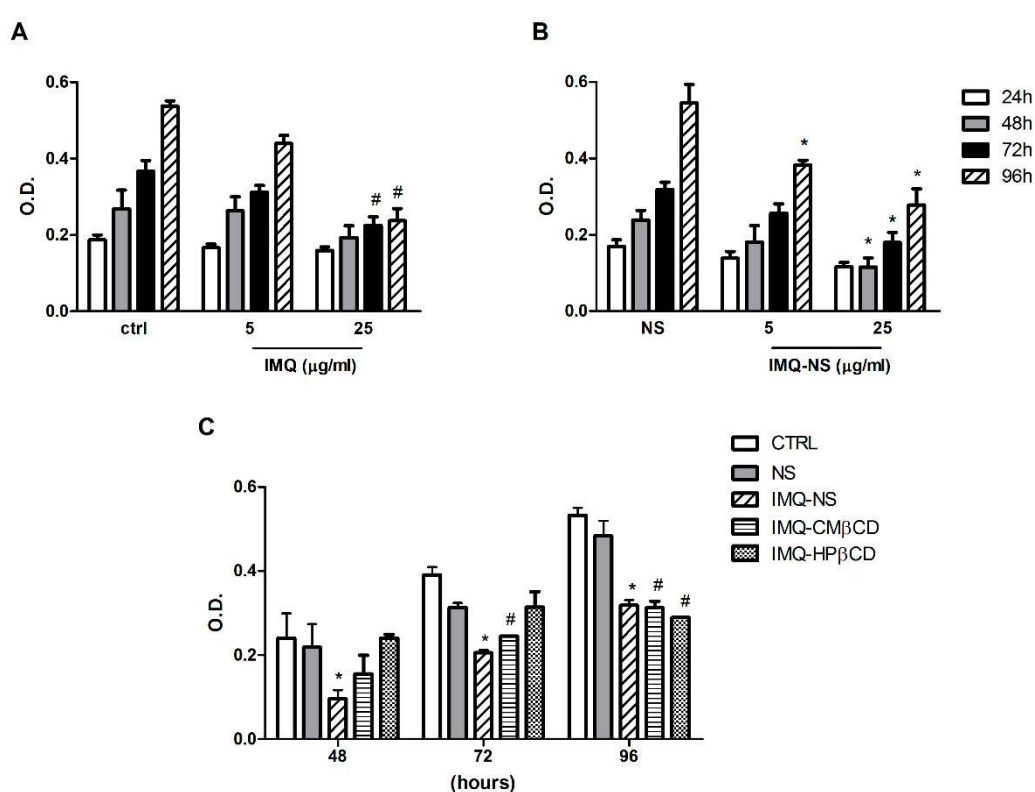 A
0.6
0.4
0.2
0.0
O.D.
# #
ctrl 5 25
IMQ (μg/ml)
B
0.6
0.4
0.2
0.0
O.D.
*
* * *
NS 5 25
IMQ-NS (μg/ml)
24h
48h
72h
96h
C
0.6
0.4
0.2
0.0
O.D.
*
* #
* # #
48 72 96
(hours)
CTRL
NS
IMQ-NS
IMQ-CMβCD
IMQ-HPβCD